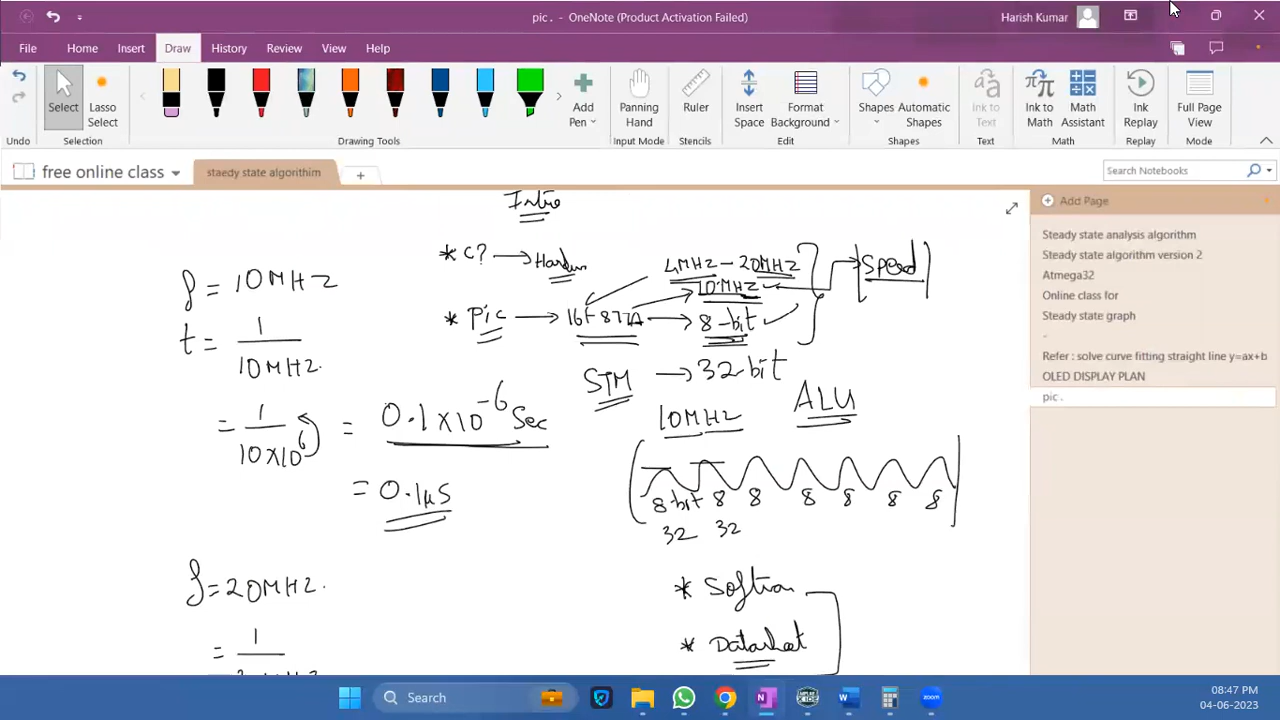 pic. - OneNote (Product Activation Failed)
Harish Kumar
File Home Insert Draw History Review View Help
Select
Lasso Select
Add Pen
Panning Hand
Ruler
Insert Space
Format Background
Shapes
Automatic Shapes
Ink to Text
Ink to Math
Math Assistant
Ink Replay
Full Page View
Undo Selection Drawing Tools Input Mode Stencils Edit Shapes Text Math Replay Mode
free online class
staedy state algorithim
Search Notebooks
Add Page
Steady state analysis algorithm
Steady state algorithm version 2
Atmega32
Online class for
Steady state graph
-
Refer : solve curve fitting straight line y=ax+b
OLED DISPLAY PLAN
pic .
Intro
* C? → Hardwre
4MHz - 20MHz
10MHz
Speed
* Pic → 16F877A → 8-bit
STM → 32-bit
10MHz ALU
8-bit 8 8 8 8 8 8
32 32
* Softwar
* Datasheet
f = 10MHz
t = 1
10MHz.
= 1 = 0.1x10^-6 Sec
10x10^6
= 0.1μs
f = 20MHz.
= 1
Search
08:47 PM
04-06-2023